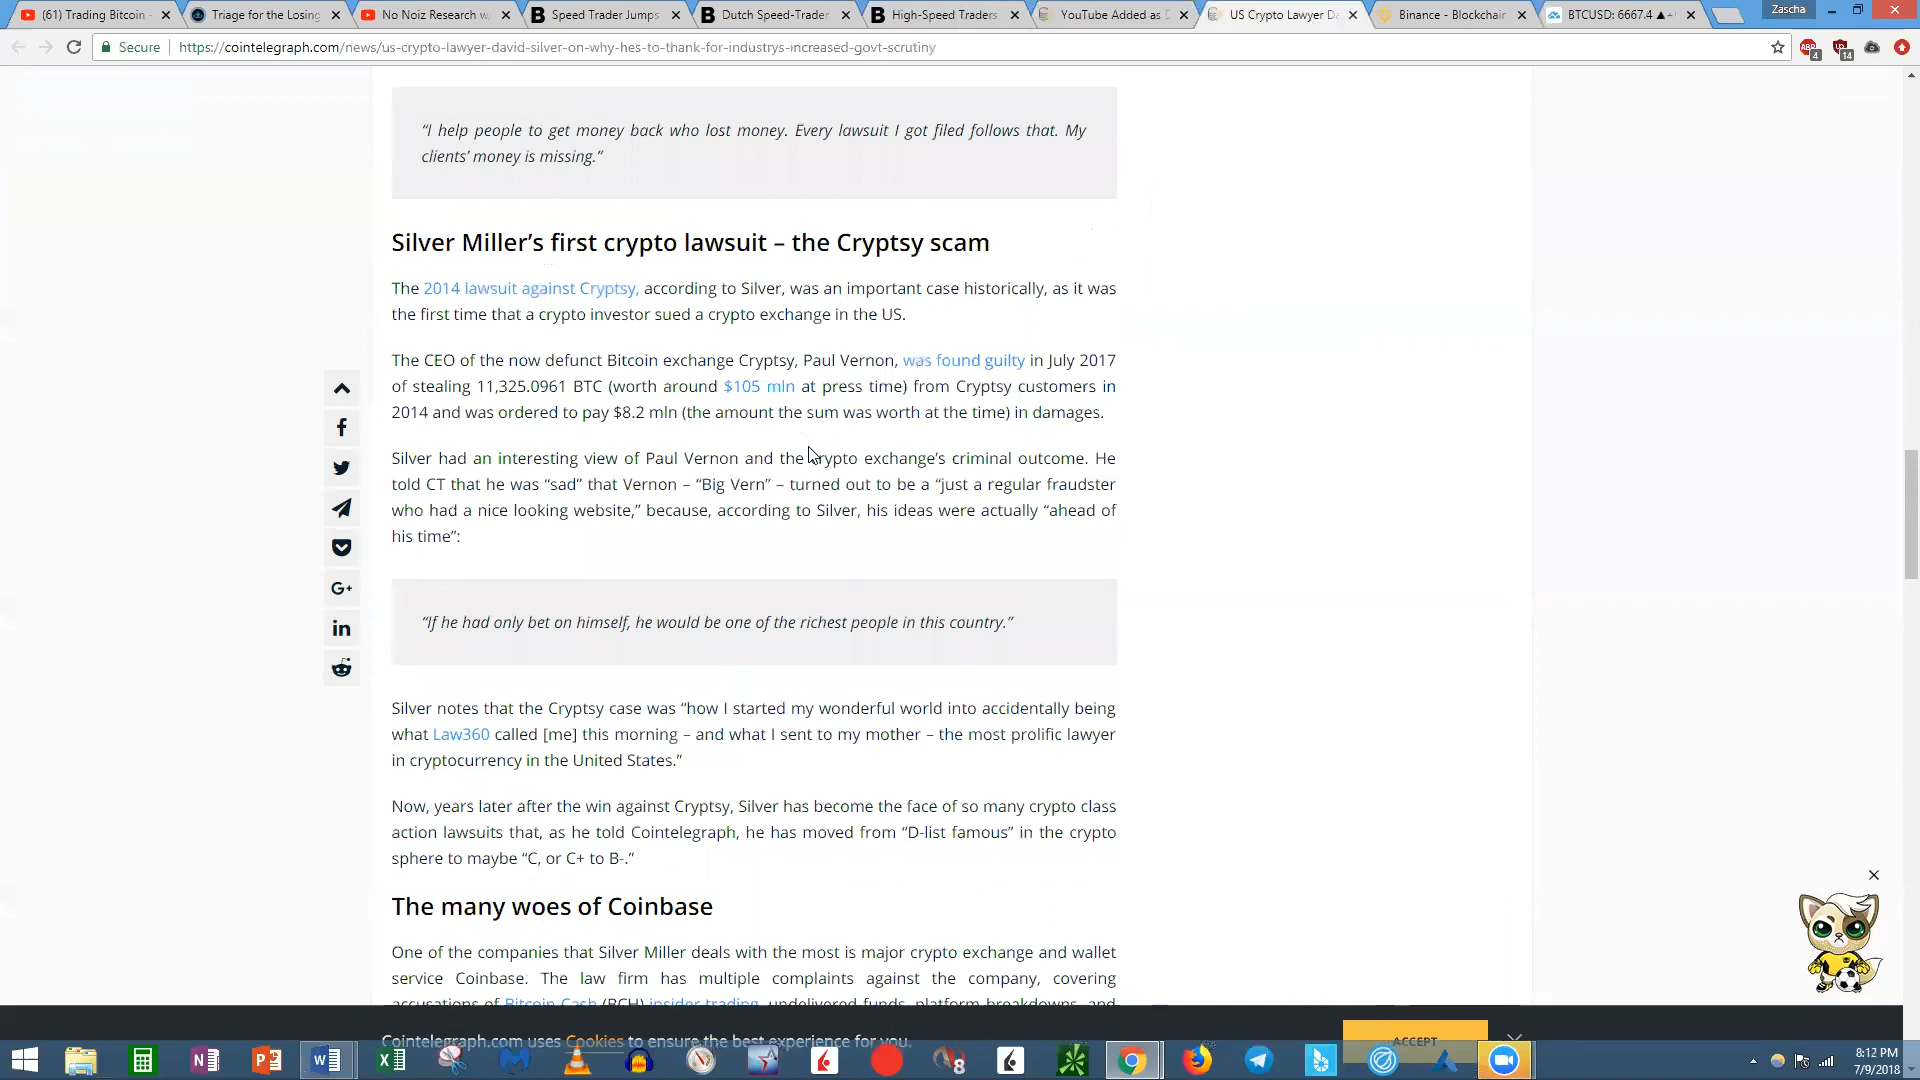 (61) Trading Bitcoin -
Triage for the Losing
No Noiz Research w
Speed Trader Jumps
Dutch Speed-Trader
High-Speed Traders
YouTube Added as D
US Crypto Lawyer Da
Binance - Blockchain
BTCUSD: 6667.4 ▲+
Zascha
Secure https://cointelegraph.com/news/us-crypto-lawyer-david-silver-on-why-hes-to-thank-for-industrys-increased-govt-scrutiny
ABP 4
14
“I help people to get money back who lost money. Every lawsuit I got filed follows that. My
clients’ money is missing.”
Silver Miller’s first crypto lawsuit – the Cryptsy scam
The 2014 lawsuit against Cryptsy, according to Silver, was an important case historically, as it was
the first time that a crypto investor sued a crypto exchange in the US.
The CEO of the now defunct Bitcoin exchange Cryptsy, Paul Vernon, was found guilty in July 2017
of stealing 11,325.0961 BTC (worth around $105 mln at press time) from Cryptsy customers in
2014 and was ordered to pay $8.2 mln (the amount the sum was worth at the time) in damages.
Silver had an interesting view of Paul Vernon and the crypto exchange’s criminal outcome. He
told CT that he was “sad” that Vernon – “Big Vern” – turned out to be a “just a regular fraudster
who had a nice looking website,” because, according to Silver, his ideas were actually “ahead of
his time”:
G+
in
“If he had only bet on himself, he would be one of the richest people in this country.”
Silver notes that the Cryptsy case was “how I started my wonderful world into accidentally being
what Law360 called [me] this morning – and what I sent to my mother – the most prolific lawyer
in cryptocurrency in the United States.”
Now, years later after the win against Cryptsy, Silver has become the face of so many crypto class
action lawsuits that, as he told Cointelegraph, he has moved from “D-list famous” in the crypto
sphere to maybe “C, or C+ to B-.”
The many woes of Coinbase
One of the companies that Silver Miller deals with the most is major crypto exchange and wallet
service Coinbase. The law firm has multiple complaints against the company, covering
accusations of Bitcoin Cash (BCH) insider trading, undelivered funds, platform breakdowns, and
Cointelegraph.com uses Cookies to ensure the best experience for you.
ACCEPT
8:12 PM
7/9/2018